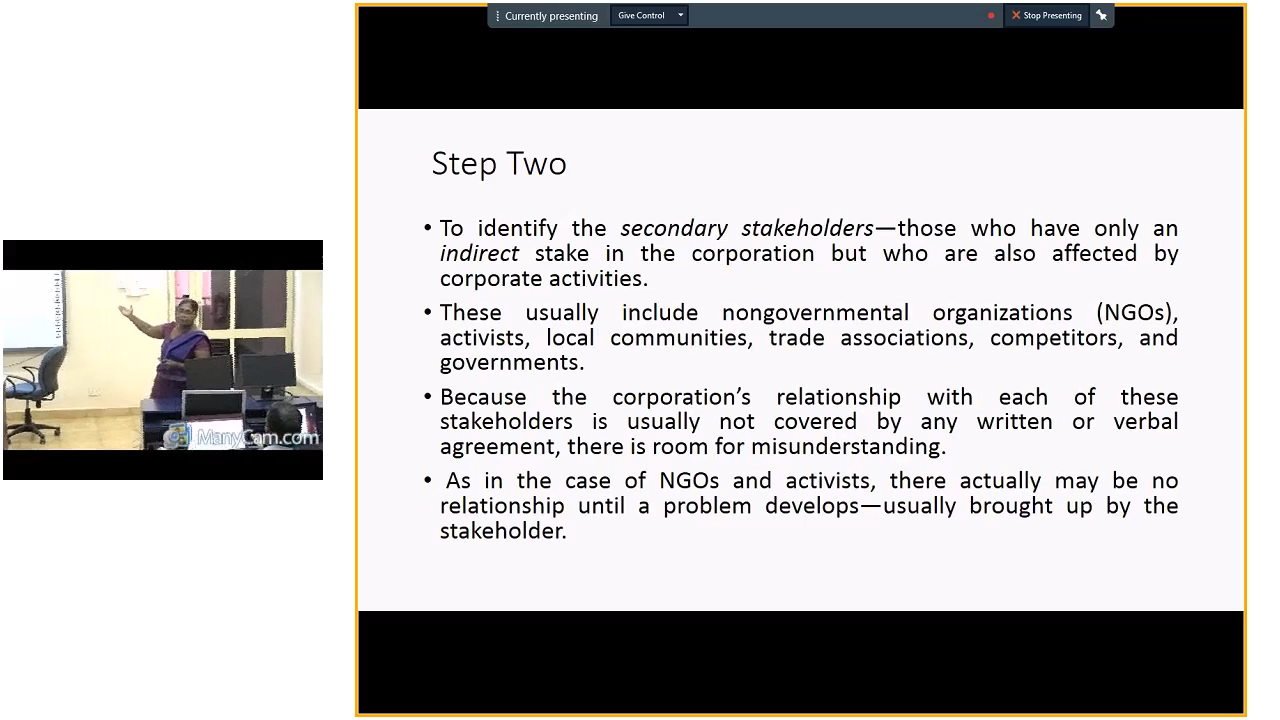 Currently presenting
Give Control
Stop Presenting
Step Two
• To identify the secondary stakeholders—those who have only an
indirect stake in the corporation but who are also affected by
corporate activities.
• These usually include nongovernmental organizations (NGOs),
activists, local communities, trade associations, competitors, and
governments.
• Because the corporation’s relationship with each of these
stakeholders is usually not covered by any written or verbal
agreement, there is room for misunderstanding.
• As in the case of NGOs and activists, there actually may be no
relationship until a problem develops—usually brought up by the
stakeholder.
ManyCam.com